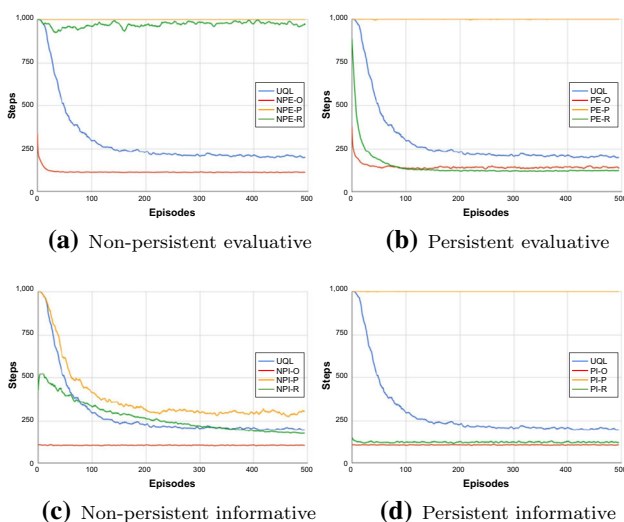 1,000
750
500
250
0
Steps
0 100 200 300 400 500
Episodes
UQL
NPE-O
NPE-P
NPE-R
(a) Non-persistent evaluative
1,000
750
500
250
0
Steps
0 100 200 300 400 500
Episodes
UQL
PE-O
PE-P
PE-R
(b) Persistent evaluative
1,000
750
500
250
0
Steps
0 100 200 300 400 500
Episodes
UQL
NPI-O
NPI-P
NPI-R
(c) Non-persistent informative
1,000
750
500
250
0
Steps
0 100 200 300 400 500
Episodes
UQL
PI-O
PI-P
PI-R
(d) Persistent informative